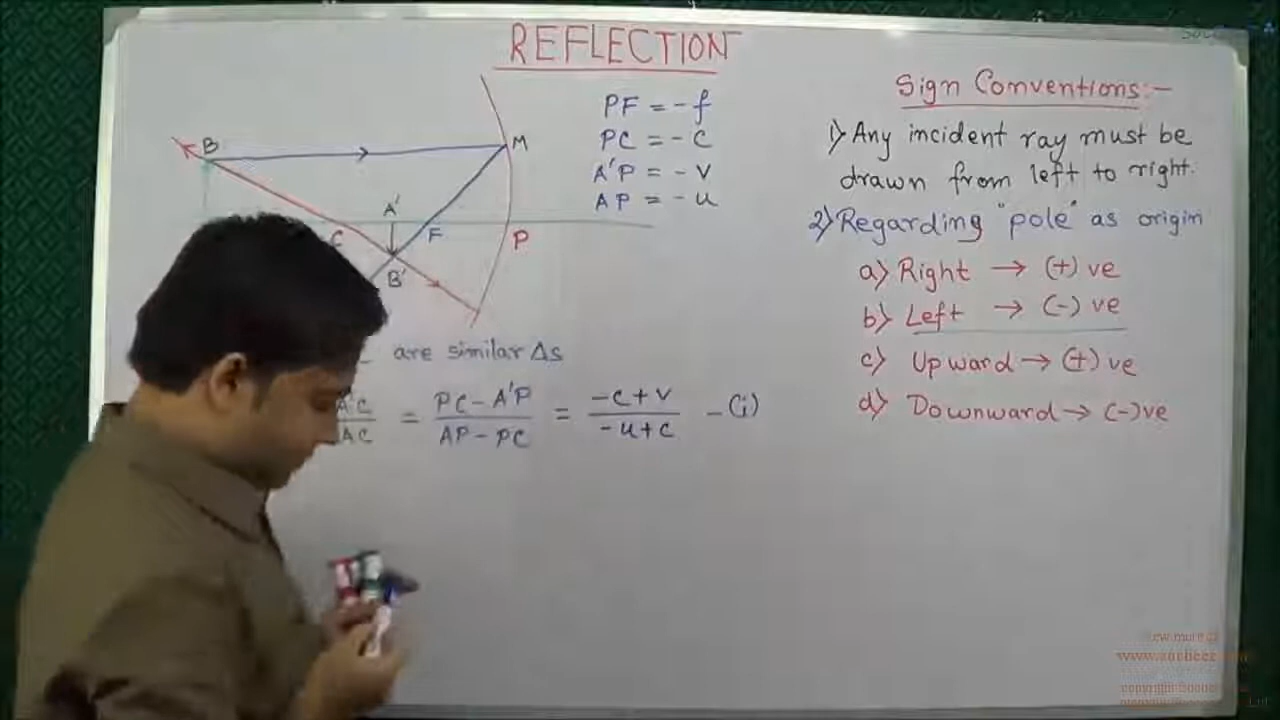 REFLECTION
B
M
A'
C
F
P
B'
PF = -f
PC = -c
A'P = -v
AP = -u
are similar Δs
A'C/AC = PC-A'P/AP-PC = -c+v/-u+c -(i)
Sign Conventions:-
1) Any incident ray must be
drawn from left to right.
2) Regarding "pole" as origin
a) Right → (+) ve
b) Left → (-) ve
c) Upward → (+) ve
d) Downward → (-)ve